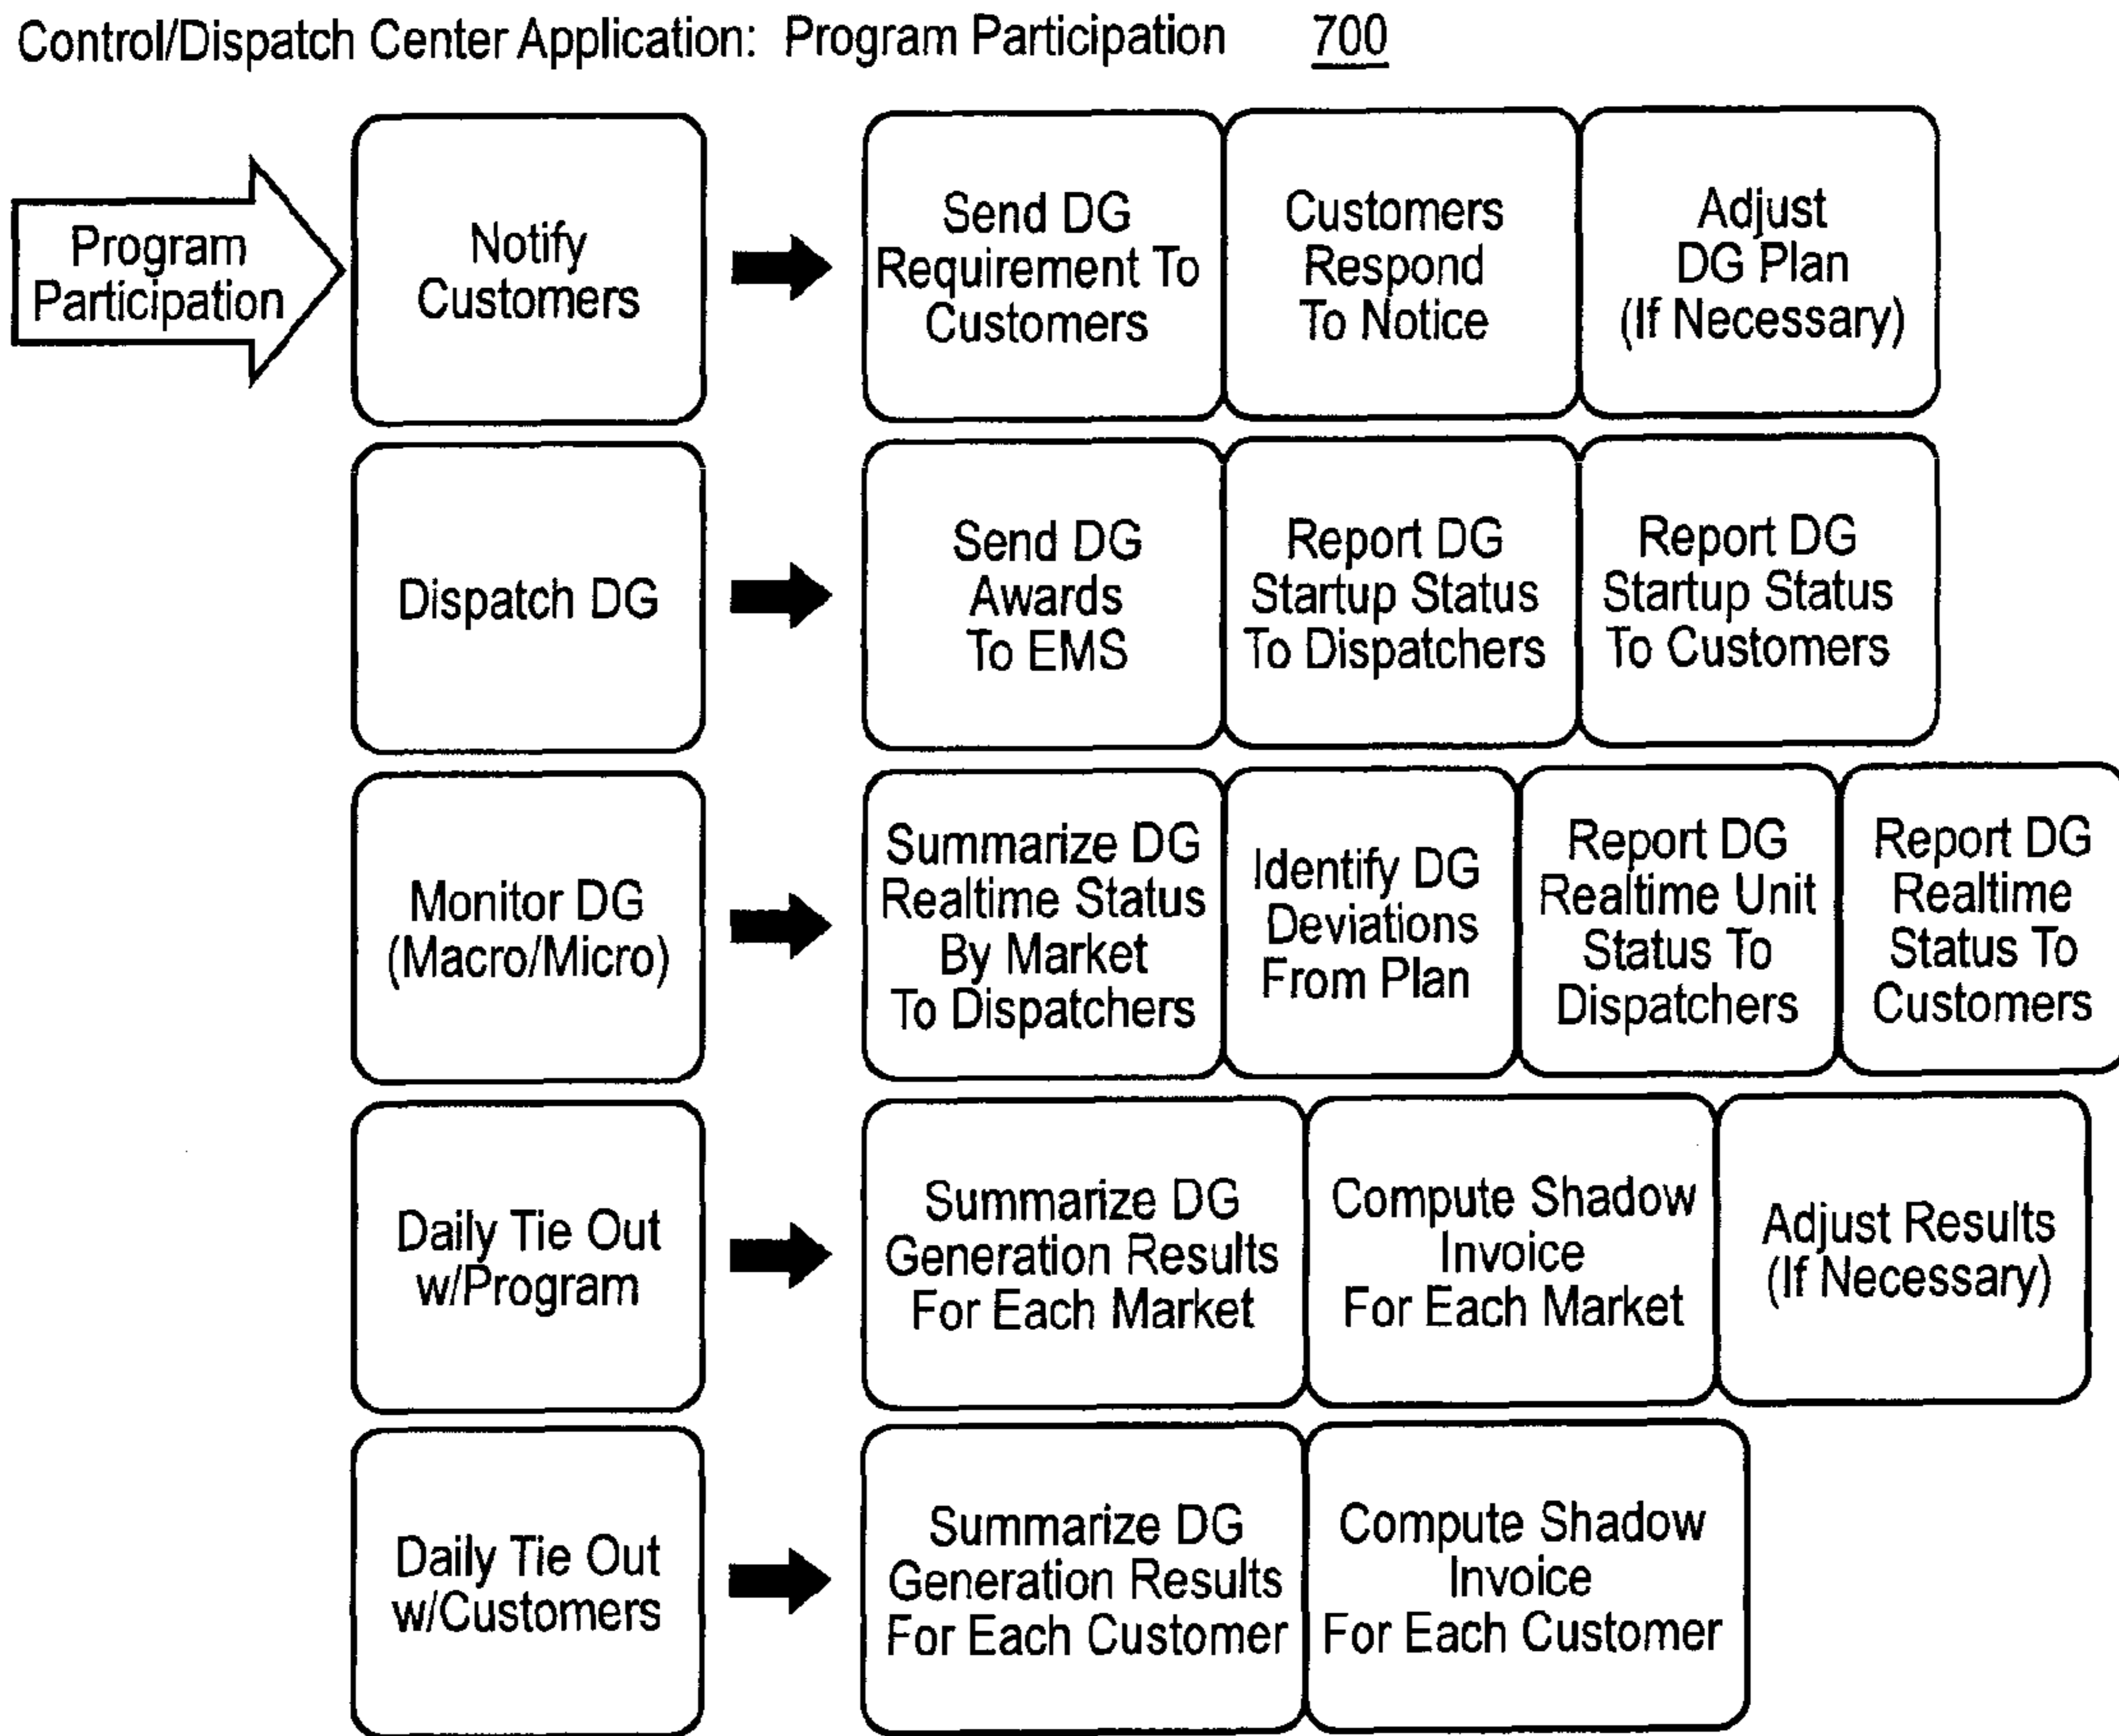 Control/Dispatch Center Application: Program Participation 700
Program
Participation
Notify
Customers
Send DG
Requirement To
Customers
Customers
Respond
To Notice
Adjust
DG Plan
(If Necessary)
Dispatch DG
Send DG
Awards
To EMS
Report DG
Startup Status
To Dispatchers
Report DG
Startup Status
To Customers
Monitor DG
(Macro/Micro)
Summarize DG
Realtime Status
By Market
To Dispatchers
Identify DG
Deviations
From Plan
Report DG
Realtime Unit
Status To
Dispatchers
Report DG
Realtime
Status To
Customers
Daily Tie Out
w/Program
Summarize DG
Generation Results
For Each Market
Compute Shadow
Invoice
For Each Market
Adjust Results
(If Necessary)
Daily Tie Out
w/Customers
Summarize DG
Generation Results
For Each Customer
Compute Shadow
Invoice
For Each Customer